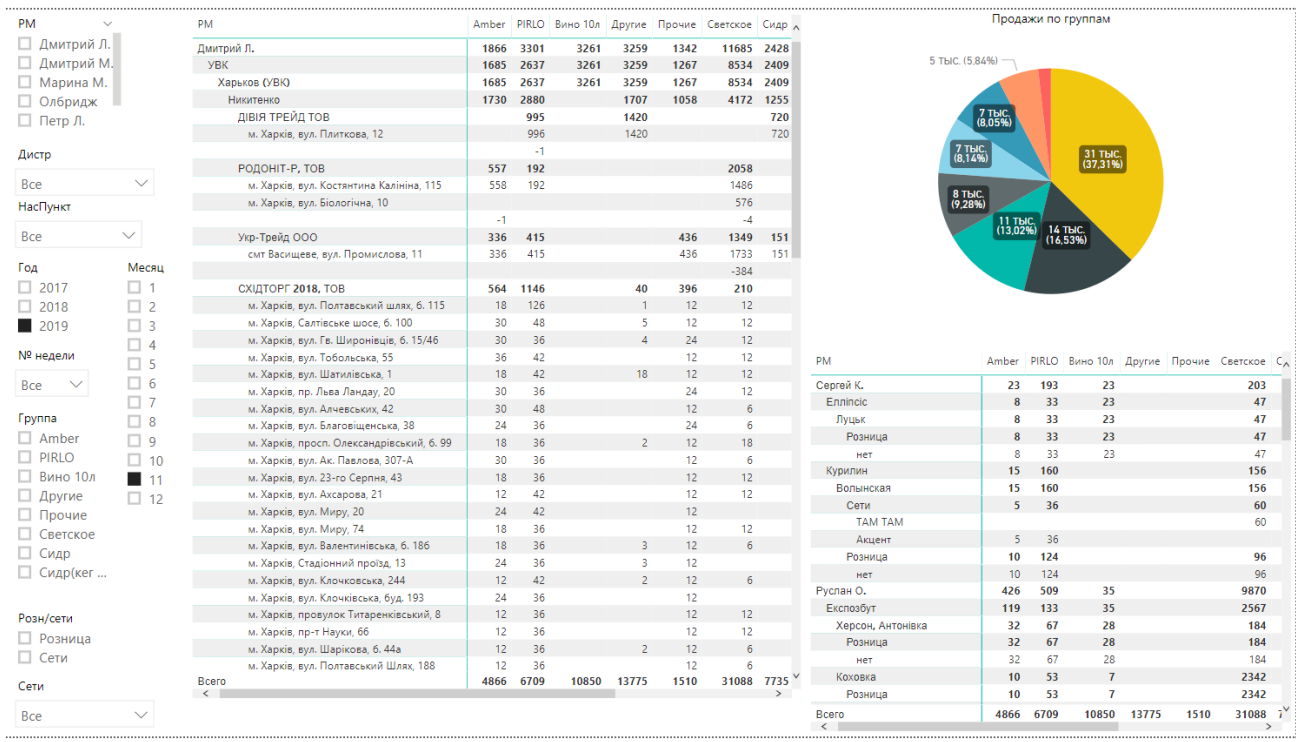 РМ
Дмитрий Л.
Дмитрий М.
Марина М.
Олбридж
Петр Л.
Дистр
Все
НасПункт
Все
Год Месяц
2017 1
2018 2
2019 3
4
№ недели 5
Все 6
7
Группа 8
Amber 9
PIRLO 10
Вино 10л 11
Другие 12
Прочие
Светское
Сидр
Сидр(кег ...
Розн/сети
Розница
Сети
Сети
Все
РМ Amber PIRLO Вино 10л Другие Прочие Светское Сидр
Дмитрий Л. 1866 3301 3261 3259 1342 11685 2428
УВК 1685 2637 3261 3259 1267 8534 2409
Харьков (УВК) 1685 2637 3261 3259 1267 8534 2409
Никитенко 1730 2880 1707 1058 4172 1255
ДІВІЯ ТРЕЙД ТОВ 995 1420 720
м. Харків, вул. Плиткова, 12 996 1420 720
-1
РОДОНІТ-Р, ТОВ 557 192 2058
м. Харків, вул. Костянтина Калініна, 115 558 192 1486
м. Харків, вул. Біологічна, 10 576
-1 -4
Укр-Трейд ООО 336 415 436 1349 151
смт Васищеве, вул. Промислова, 11 336 415 436 1733 151
-384
СХІДТОРГ 2018, ТОВ 564 1146 40 396 210
м. Харків, вул. Полтавський шлях, б. 115 18 126 1 12 12
м. Харків, Салтівське шосе, б. 100 30 48 5 12 12
м. Харків, вул. Гв. Широнівців, б. 15/46 30 36 4 24 12
м. Харків, вул. Тобольська, 55 36 42 12 12
м. Харків, вул. Шатилівська, 1 18 42 18 12 12
м. Харків, пр. Льва Ландау, 20 30 36 24 12
м. Харків, вул. Алчевських, 42 30 48 12 6
м. Харків, вул. Благовіщенська, 38 24 36 24 6
м. Харків, просп. Олександрівський, б. 99 18 36 2 12 18
м. Харків, вул. Ак. Павлова, 307-А 30 36 12 6
м. Харків, вул. 23-го Серпня, 43 18 36 12 12
м. Харків, вул. Ахсарова, 21 12 42 12 12
м. Харків, вул. Миру, 20 24 42 12
м. Харків, вул. Миру, 74 18 36 12 12
м. Харків, вул. Валентинівська, б. 18б 18 36 3 12 6
м. Харків, Стадіонний проїзд, 13 24 36 3 12
м. Харків, вул. Клочковська, 244 12 42 2 12 6
м. Харків, вул. Клочківська, буд. 193 24 36 12
м. Харків, провулок Титаренківський, 8 12 36 12 12
м. Харків, пр-т Науки, 66 12 36 12 12
м. Харків, вул. Шарікова, б. 44а 12 36 2 12 6
м. Харків, вул. Полтавський Шлях, 188 12 36 12 6
Всего 4866 6709 10850 13775 1510 31088 7735
Продажи по группам
5 ТЫС. (5,84%)
7 ТЫС. (8,05%)
7 ТЫС. (8,14%)
8 ТЫС. (9,28%)
11 ТЫС. (13,02%)
14 ТЫС. (16,53%)
31 ТЫС. (37,31%)
РМ Amber PIRLO Вино 10л Другие Прочие Светское С
Сергей К. 23 193 23 203
Елліпсіс 8 33 23 47
Луцьк 8 33 23 47
Розница 8 33 23 47
нет 8 33 23 47
Курилин 15 160 156
Волынская 15 160 156
Сети 5 36 60
ТАМ ТАМ 60
Акцент 5 36
Розница 10 124 96
нет 10 124 96
Руслан О. 426 509 35 9870
Експозбут 119 133 35 2567
Херсон, Антонівка 32 67 28 184
Розница 32 67 28 184
нет 32 67 28 184
Коховка 10 53 7 2342
Розница 10 53 7 2342
Всего 4866 6709 10850 13775 1510 31088 7